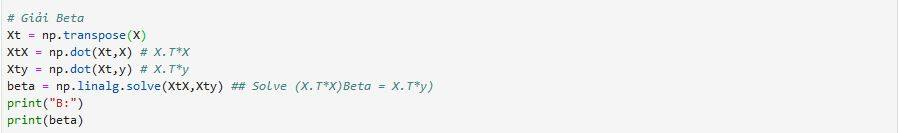 # Giải Beta
Xt = np.transpose(X)
XtX = np.dot(Xt,X) # X.T*X
Xty = np.dot(Xt,y) # X.T*y
beta = np.linalg.solve(XtX,Xty) ## Solve (X.T*X)Beta = X.T*y)
print("B:")
print(beta)